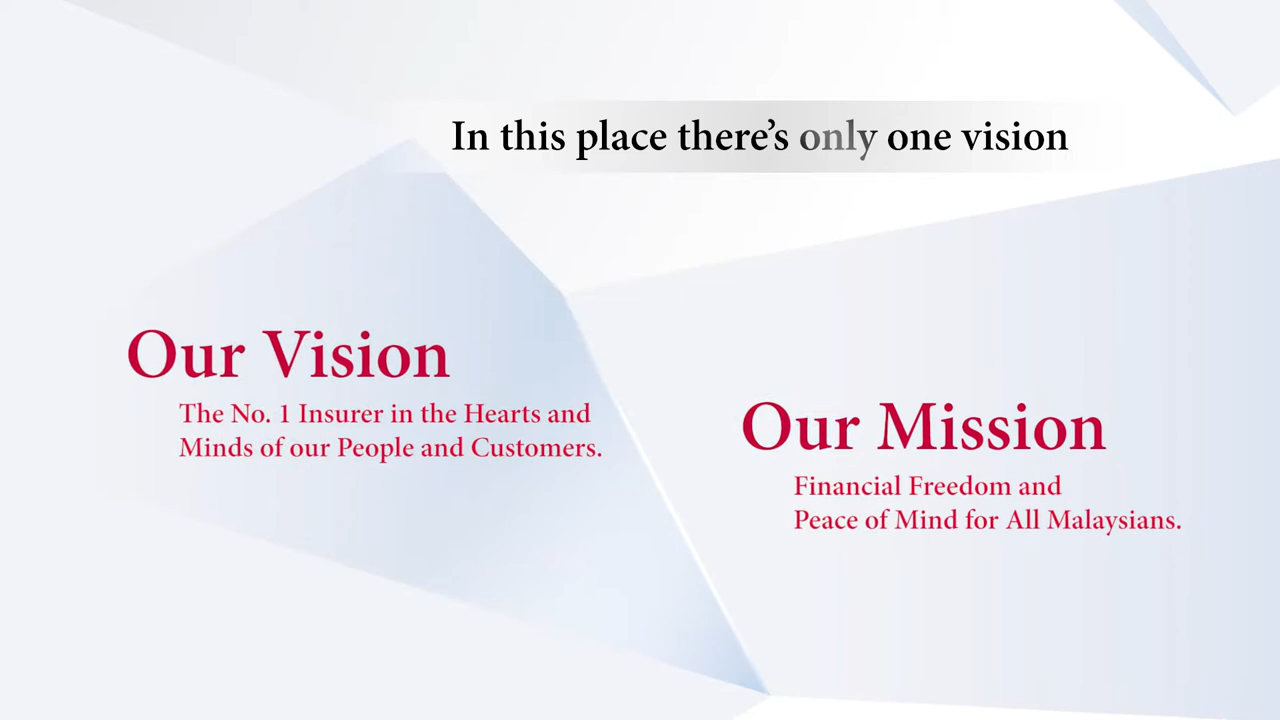 In this place there's only one vision
Our Vision
The No. 1 Insurer in the Hearts and
Minds of our People and Customers.
Our Mission
Financial Freedom and
Peace of Mind for All Malaysians.